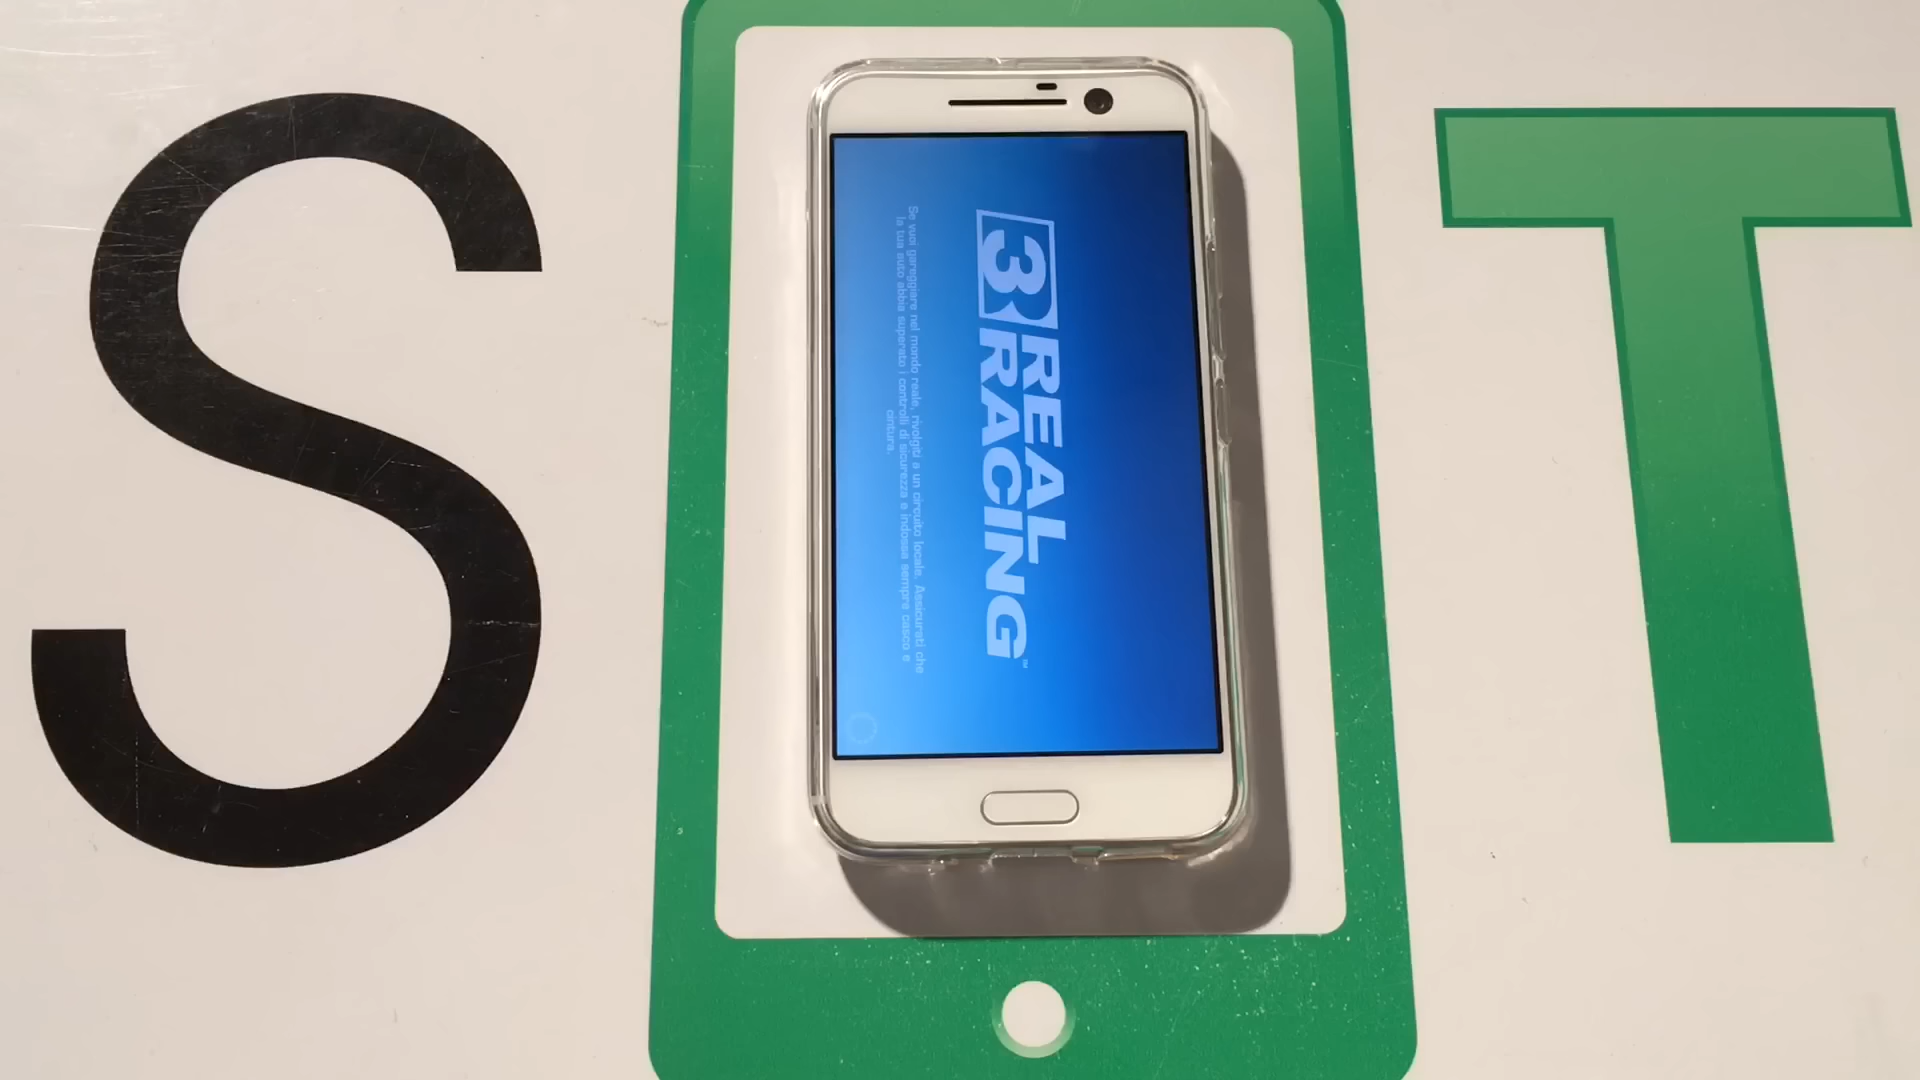 S T
3 REAL
RACING™
Se vuoi gareggiare nel mondo reale, rivolgiti a un circuito locale. Assicurati che
la tua auto abbia superato i controlli di sicurezza e indossa sempre casco e
cintura.